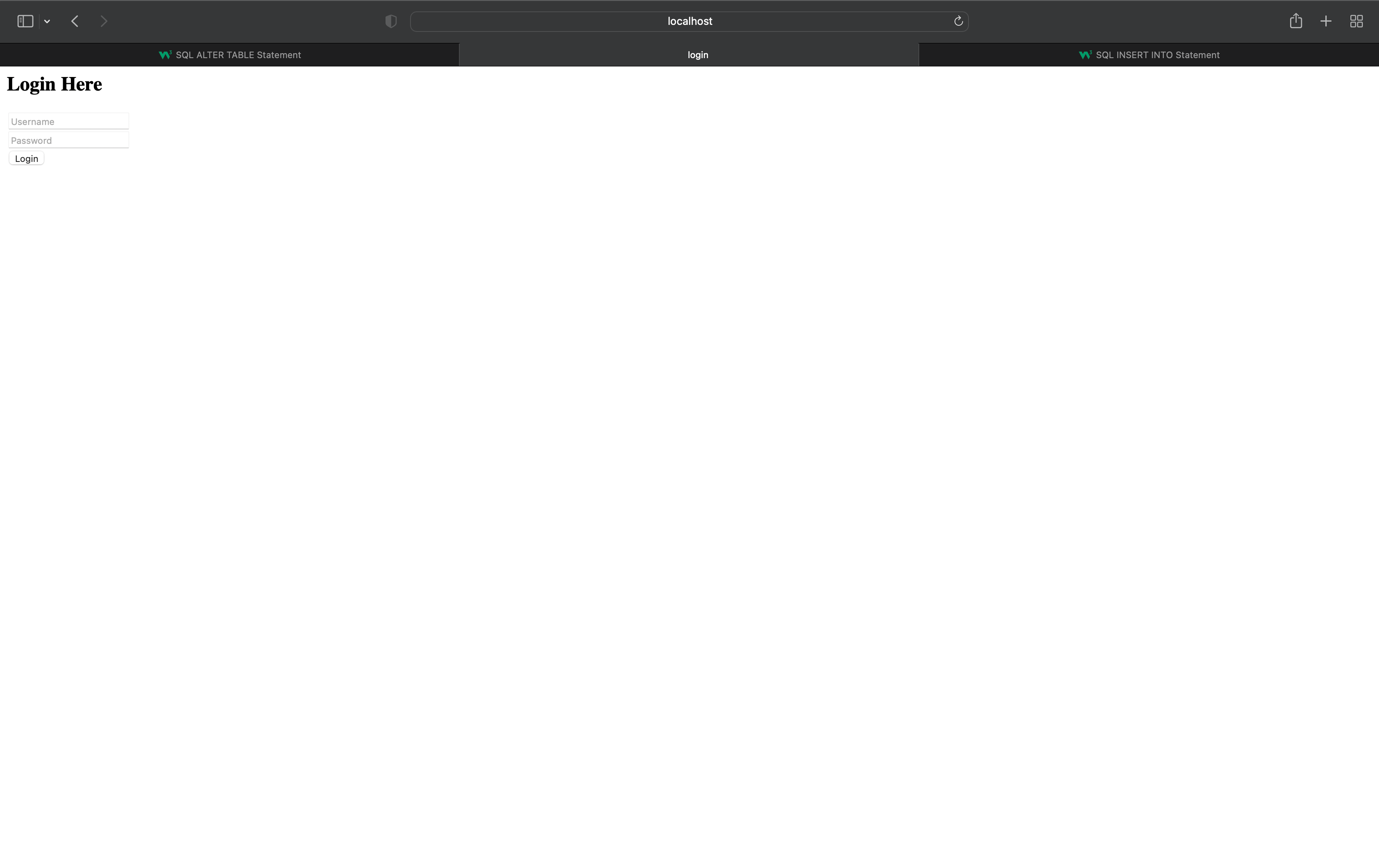 localhost
SQL ALTER TABLE Statement
login
SQL INSERT INTO Statement
Login Here
Username
Password
Login